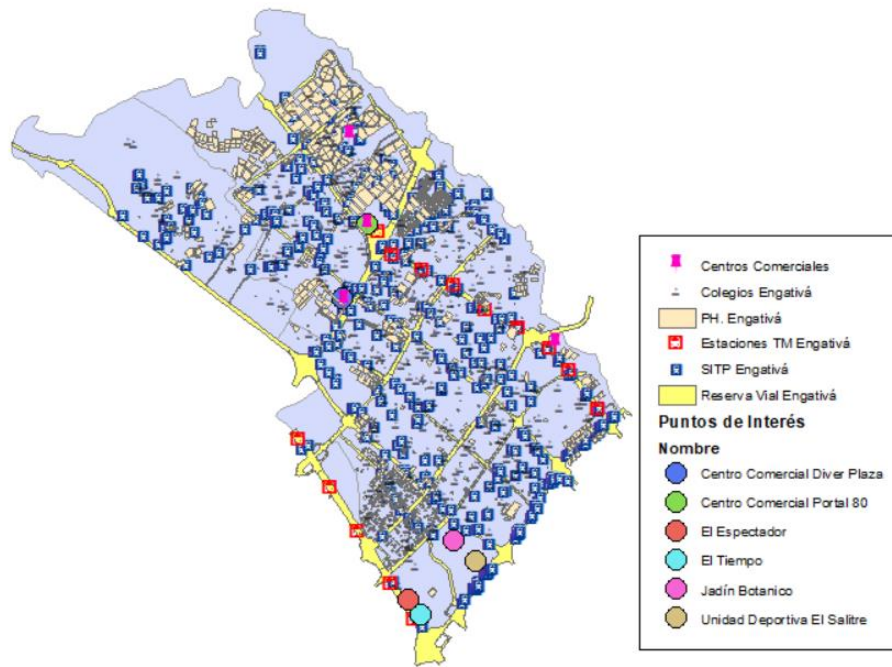 Centros Comerciales
Colegios Engativá
PH. Engativá
Estaciones TM Engativá
SITP Engativá
Reserva Vial Engativá
Puntos de Interés
Nombre
Centro Comercial Diver Plaza
Centro Comercial Portal 80
El Espectador
El Tiempo
Jadín Botanico
Unidad Deportiva El Salitre